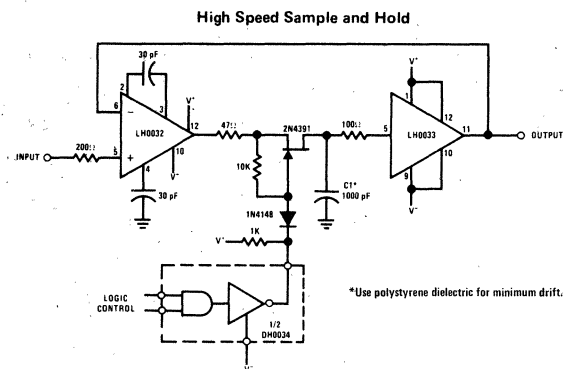 High Speed Sample and Hold
30 pF
V+
V+
2
3
1
6
−
12
47Ω
2N4391
100Ω
12
LH0032
5
LH0033
11
OUTPUT
INPUT
200Ω
5
+
10
4
V−
10K
C1*
1000 pF
9
10
30 pF
1N4148
V−
1K
V+
LOGIC
CONTROL
1/2
DH0034
V−
*Use polystyrene dielectric for minimum drift.